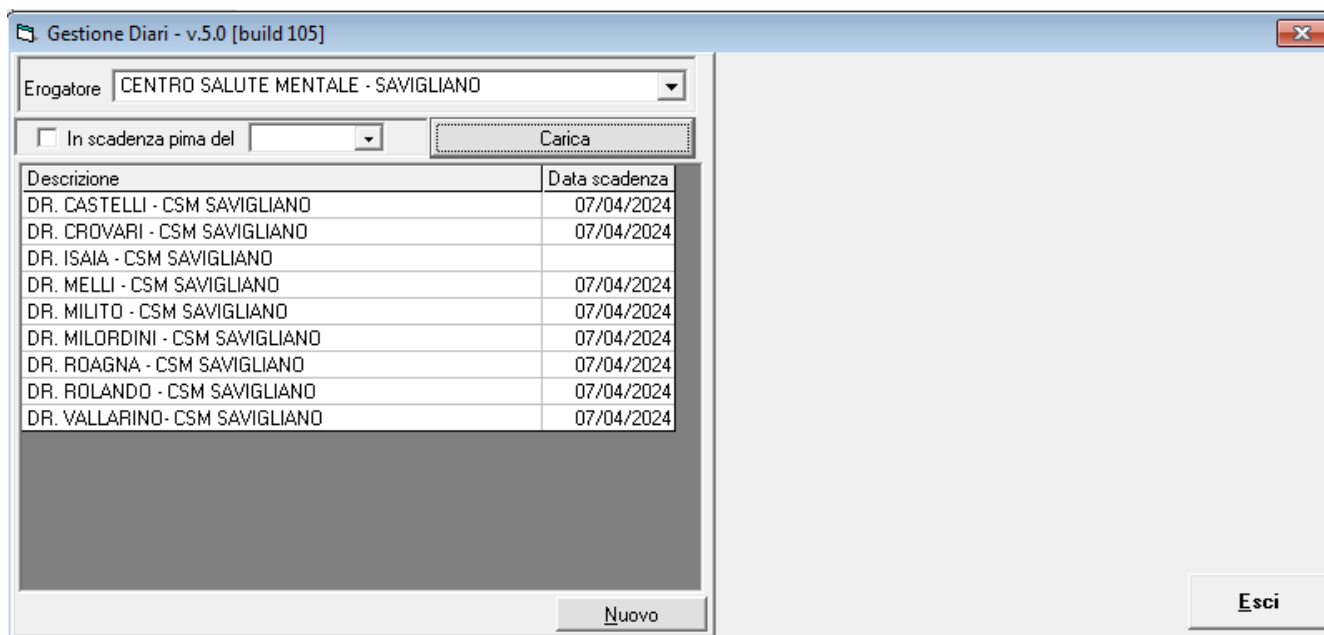 Gestione Diari - v.5.0 [build 105]
Erogatore CENTRO SALUTE MENTALE - SAVIGLIANO
In scadenza pima del Carica
Descrizione Data scadenza
DR. CASTELLI - CSM SAVIGLIANO 07/04/2024
DR. CROVARI - CSM SAVIGLIANO 07/04/2024
DR. ISAIA - CSM SAVIGLIANO
DR. MELLI - CSM SAVIGLIANO 07/04/2024
DR. MILITO - CSM SAVIGLIANO 07/04/2024
DR. MILORDINI - CSM SAVIGLIANO 07/04/2024
DR. ROAGNA - CSM SAVIGLIANO 07/04/2024
DR. ROLANDO - CSM SAVIGLIANO 07/04/2024
DR. VALLARINO- CSM SAVIGLIANO 07/04/2024
Nuovo
Esci